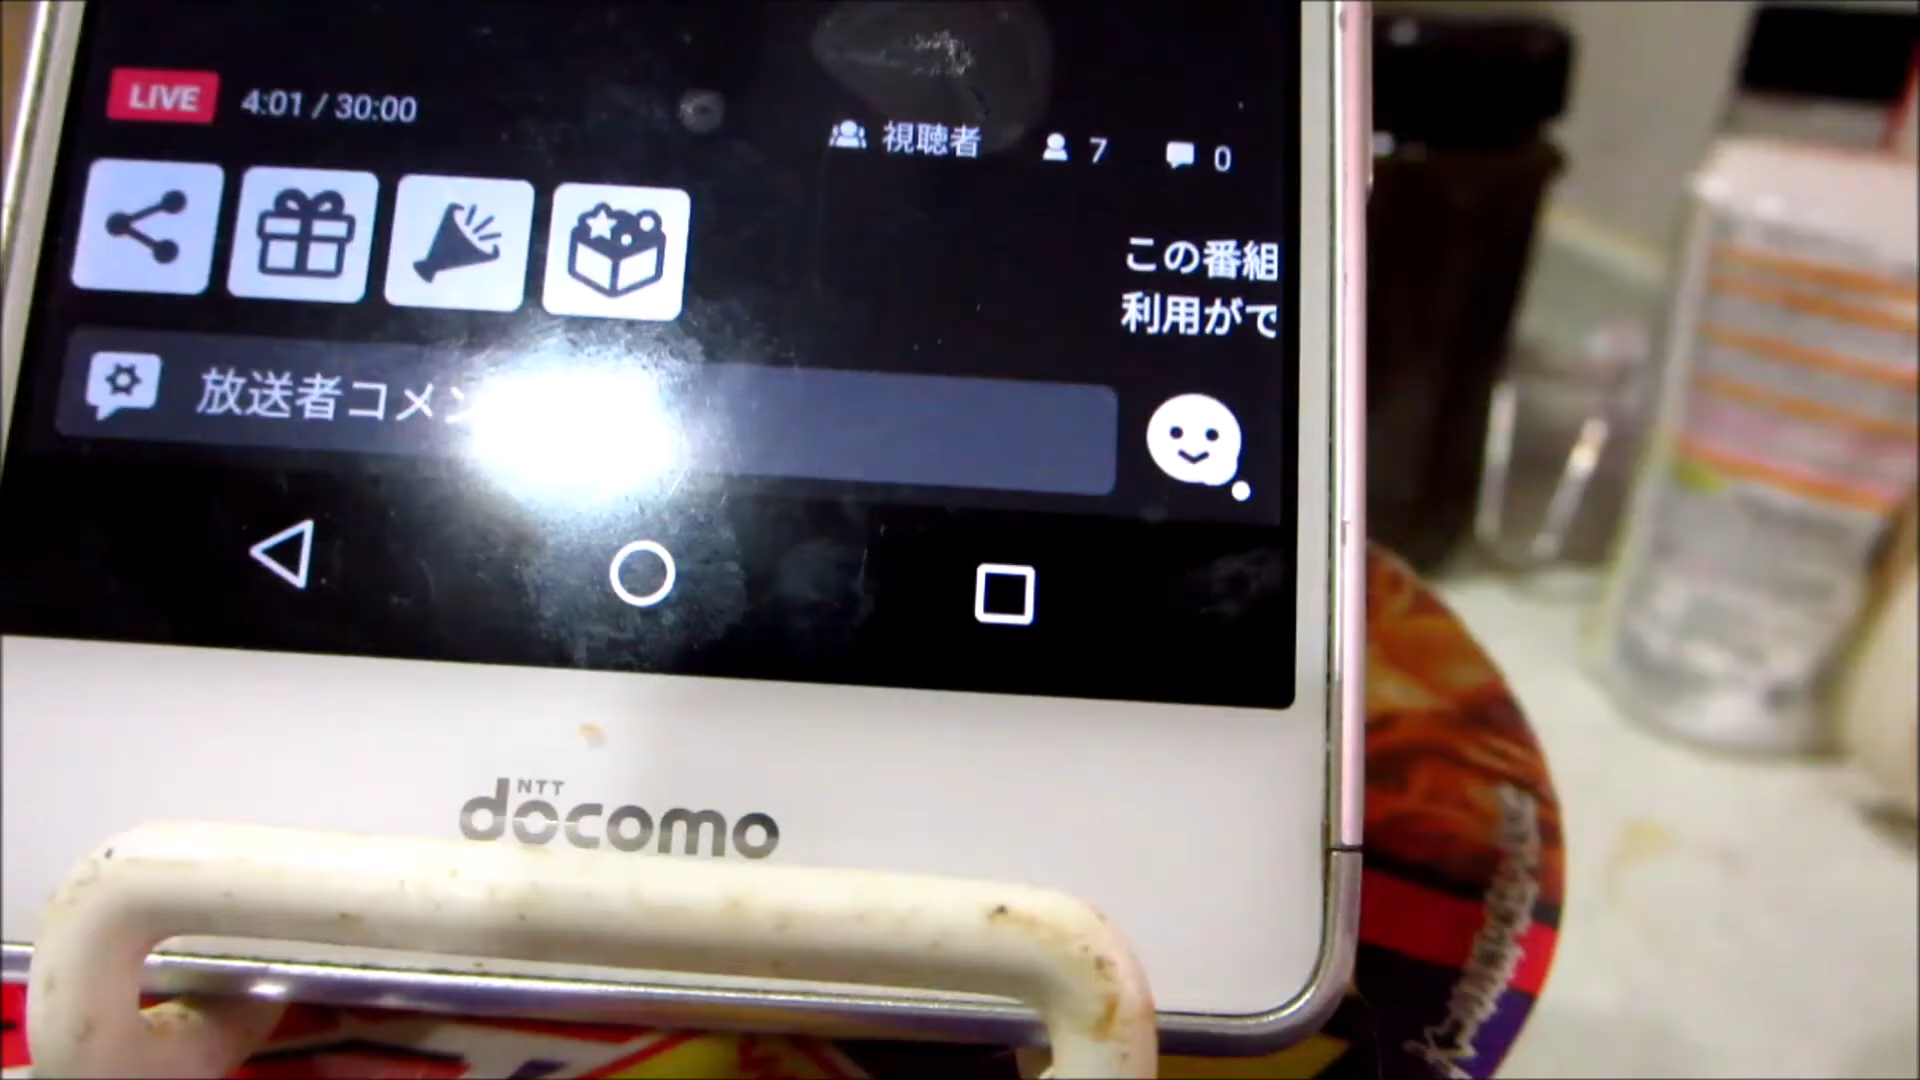 LIVE 4:01 / 30:00
視聴者 7 0
この番組
利用がで
放送者コメン
NTT
docomo